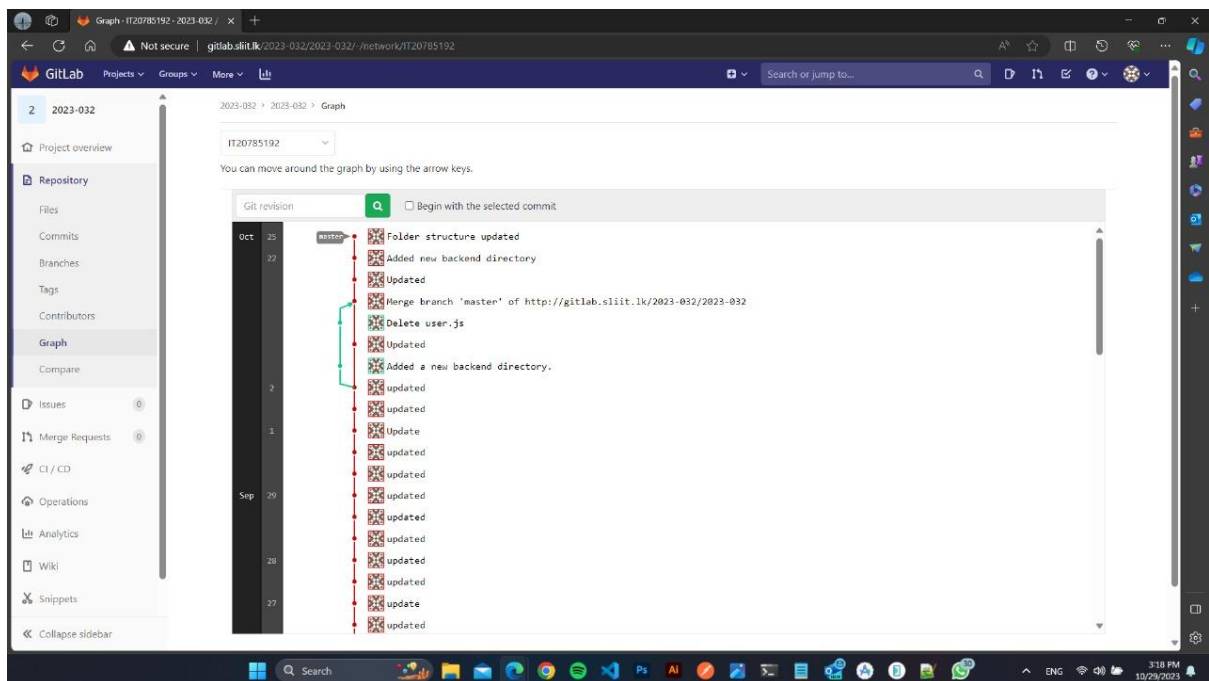 Graph · IT20785192 · 2023-032 /
Not secure gitlab.sliit.lk/2023-032/2023-032/-/network/IT20785192
GitLab Projects Groups More Search or jump to...
2 2023-032
Project overview
Repository
Files
Commits
Branches
Tags
Contributors
Graph
Compare
Issues 0
Merge Requests 0
CI / CD
Operations
Analytics
Wiki
Snippets
Collapse sidebar
2023-032 > 2023-032 > Graph
IT20785192
You can move around the graph by using the arrow keys.
Git revision Begin with the selected commit
Oct 25 master Folder structure updated
22 Added new backend directory
Updated
Merge branch 'master' of http://gitlab.sliit.lk/2023-032/2023-032
Delete user.js
Updated
Added a new backend directory.
2 updated
updated
1 Update
updated
updated
Sep 29 updated
updated
updated
28 updated
updated
27 update
updated
Search
Ps
Ai
30
ENG
3:18 PM
10/29/2023